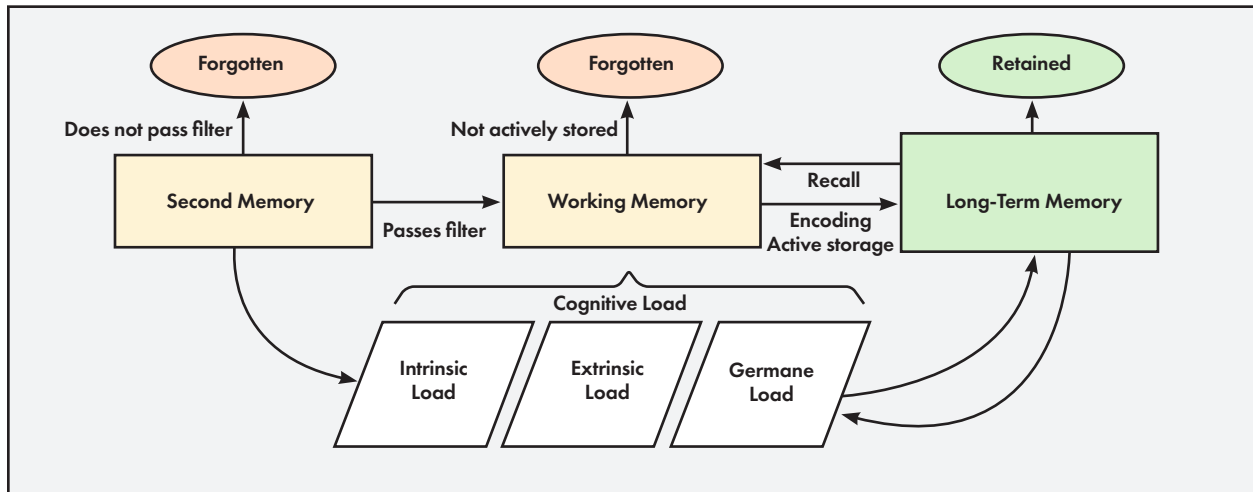 Forgotten
Forgotten
Retained
Does not pass filter
Not actively stored
Second Memory
Passes filter
Working Memory
Recall
Encoding
Active storage
Long-Term Memory
Cognitive Load
Intrinsic
Load
Extrinsic
Load
Germane
Load